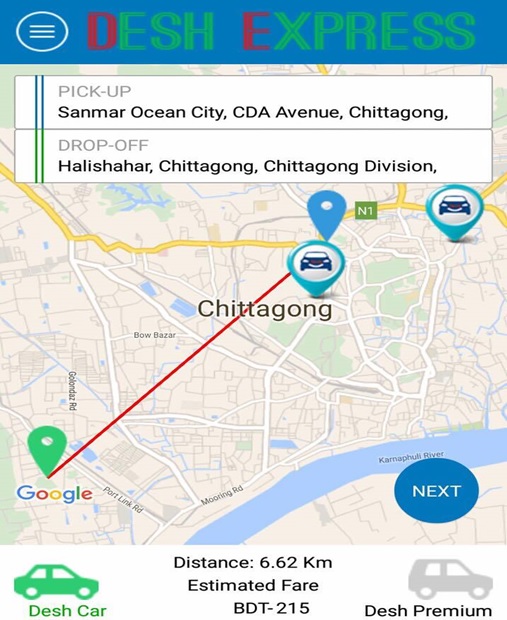 DESH EXPRESS
PICK-UP
Sanmar Ocean City, CDA Avenue, Chittagong,
DROP-OFF
Halishahar, Chittagong, Chittagong Division,
N1
Chittagong
Bow Bazar
Golondaz Rd
Karnaphuli River
Google
Port Link Rd
Mooring Rd
NEXT
Distance: 6.62 Km
Estimated Fare
BDT-215
Desh Car
Desh Premium